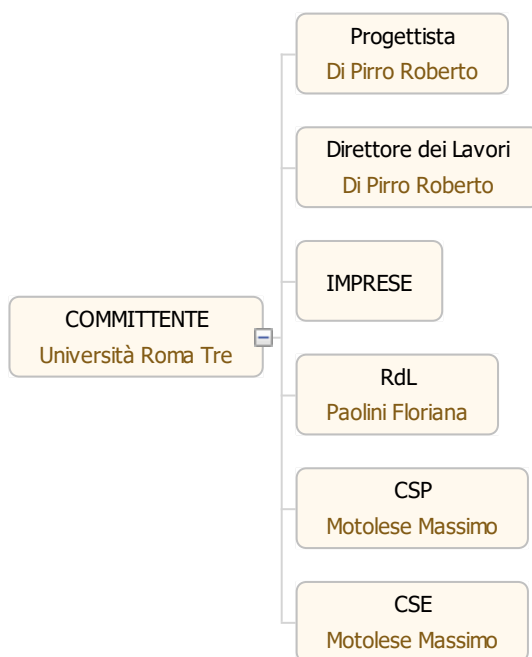 Progettista
Di Pirro Roberto
Direttore dei Lavori
Di Pirro Roberto
IMPRESE
COMMITTENTE
Università Roma Tre
RdL
Paolini Floriana
CSP
Motolese Massimo
CSE
Motolese Massimo